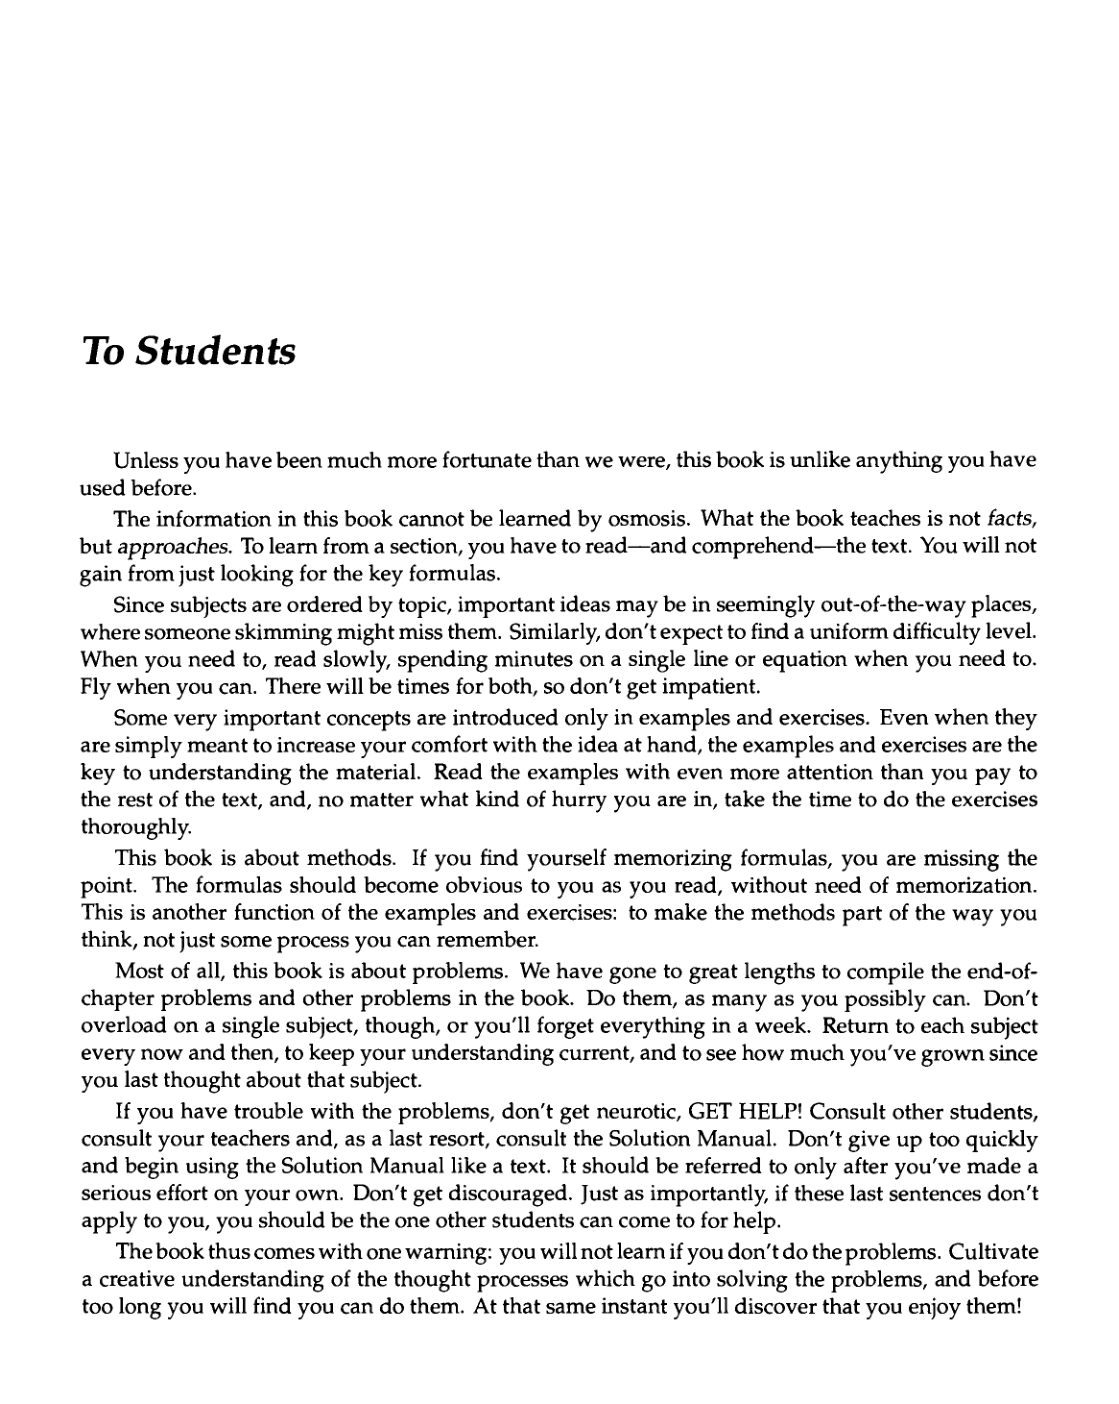 To Students
Unless you have been much more fortunate than we were, this book is unlike anything you have
used before.
The information in this book cannot be learned by osmosis. What the book teaches is not facts,
but approaches. To learn from a section, you have to read—and comprehend—the text. You will not
gain from just looking for the key formulas.
Since subjects are ordered by topic, important ideas may be in seemingly out-of-the-way places,
where someone skimming might miss them. Similarly, don't expect to find a uniform difficulty level.
When you need to, read slowly, spending minutes on a single line or equation when you need to.
Fly when you can. There will be times for both, so don't get impatient.
Some very important concepts are introduced only in examples and exercises. Even when they
are simply meant to increase your comfort with the idea at hand, the examples and exercises are the
key to understanding the material. Read the examples with even more attention than you pay to
the rest of the text, and, no matter what kind of hurry you are in, take the time to do the exercises
thoroughly.
This book is about methods. If you find yourself memorizing formulas, you are missing the
point. The formulas should become obvious to you as you read, without need of memorization.
This is another function of the examples and exercises: to make the methods part of the way you
think, not just some process you can remember.
Most of all, this book is about problems. We have gone to great lengths to compile the end-of-
chapter problems and other problems in the book. Do them, as many as you possibly can. Don't
overload on a single subject, though, or you'll forget everything in a week. Return to each subject
every now and then, to keep your understanding current, and to see how much you've grown since
you last thought about that subject.
If you have trouble with the problems, don't get neurotic, GET HELP! Consult other students,
consult your teachers and, as a last resort, consult the Solution Manual. Don't give up too quickly
and begin using the Solution Manual like a text. It should be referred to only after you've made a
serious effort on your own. Don't get discouraged. Just as importantly, if these last sentences don't
apply to you, you should be the one other students can come to for help.
The book thus comes with one warning: you will not learn if you don't do the problems. Cultivate
a creative understanding of the thought processes which go into solving the problems, and before
too long you will find you can do them. At that same instant you'll discover that you enjoy them!